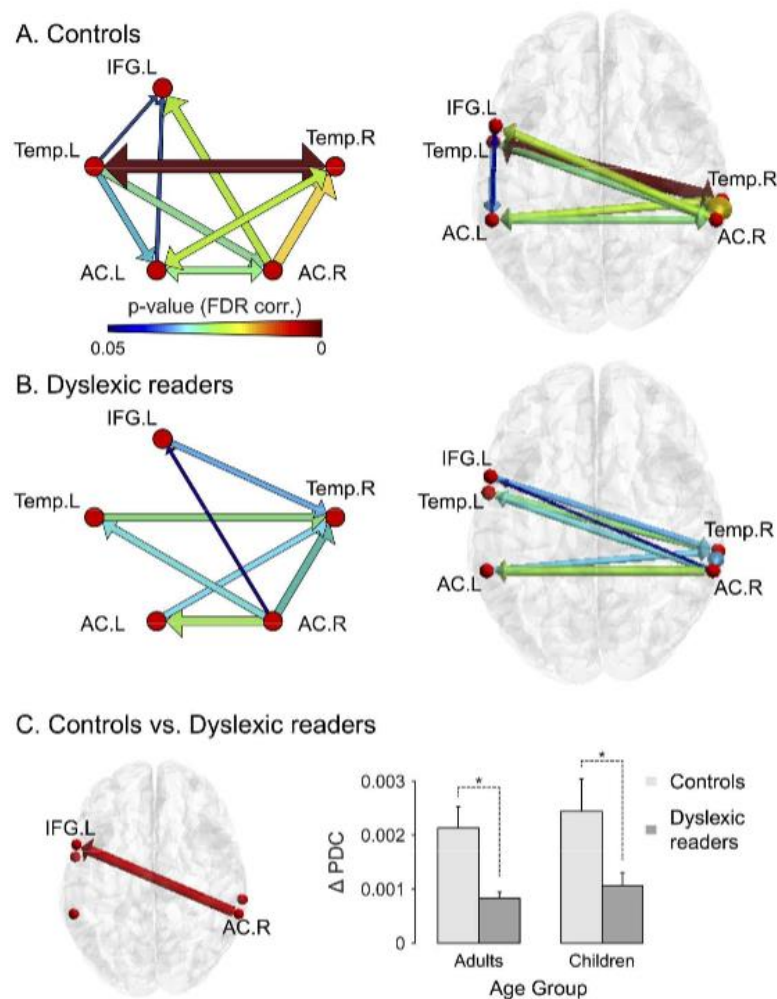 A. Controls
IFG.L
Temp.L
Temp.R
AC.L
AC.R
p-value (FDR corr.)
0.05
0
IFG.L
Temp.L
Temp.R
AC.L
AC.R
B. Dyslexic readers
IFG.L
Temp.L
Temp.R
AC.L
AC.R
IFG.L
Temp.L
Temp.R
AC.L
AC.R
C. Controls vs. Dyslexic readers
IFG.L
AC.R
Δ PDC
0.003
0.002
0.001
0
*
*
Adults
Children
Age Group
Controls
Dyslexic
readers